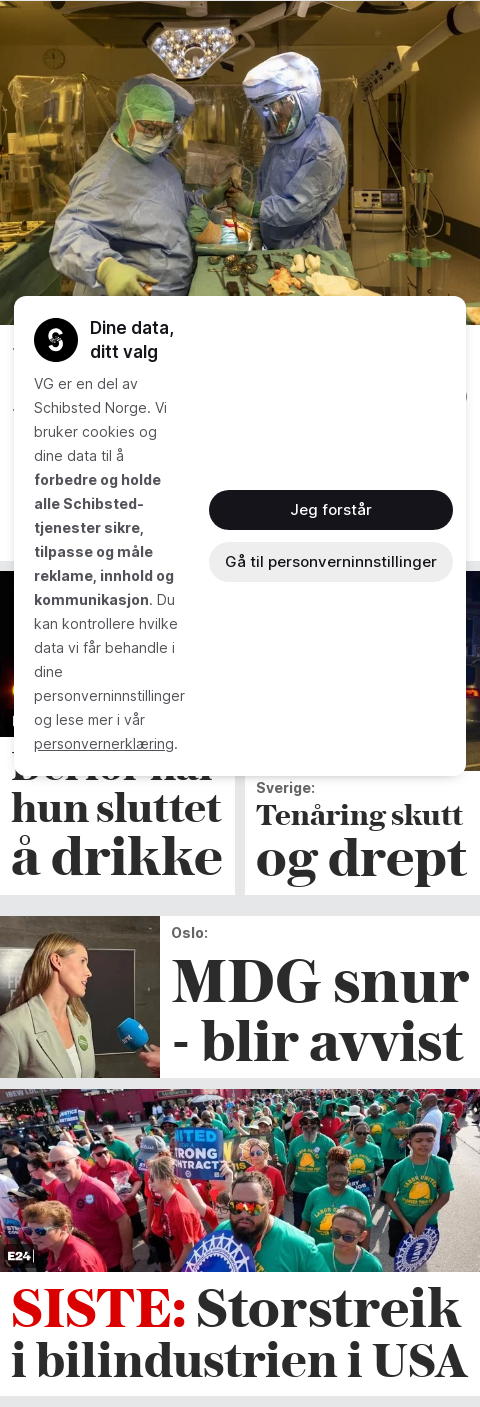 Dine data,
ditt valg
VG er en del av
Schibsted Norge. Vi
bruker cookies og
dine data til å
forbedre og holde
alle Schibsted-
tjenester sikre,
tilpasse og måle
reklame, innhold og
kommunikasjon. Du
kan kontrollere hvilke
data vi får behandle i
dine
personverninnstillinger
og lese mer i vår
personvernerklæring.
Jeg forstår
Gå til personverninnstillinger
hun sluttet
å drikke
Sverige:
Tenåring skutt
og drept
Oslo:
MDG snur
- blir avvist
UNITED
STRONG
CONTRACT
E24
SISTE: Storstreik
i bilindustrien i USA